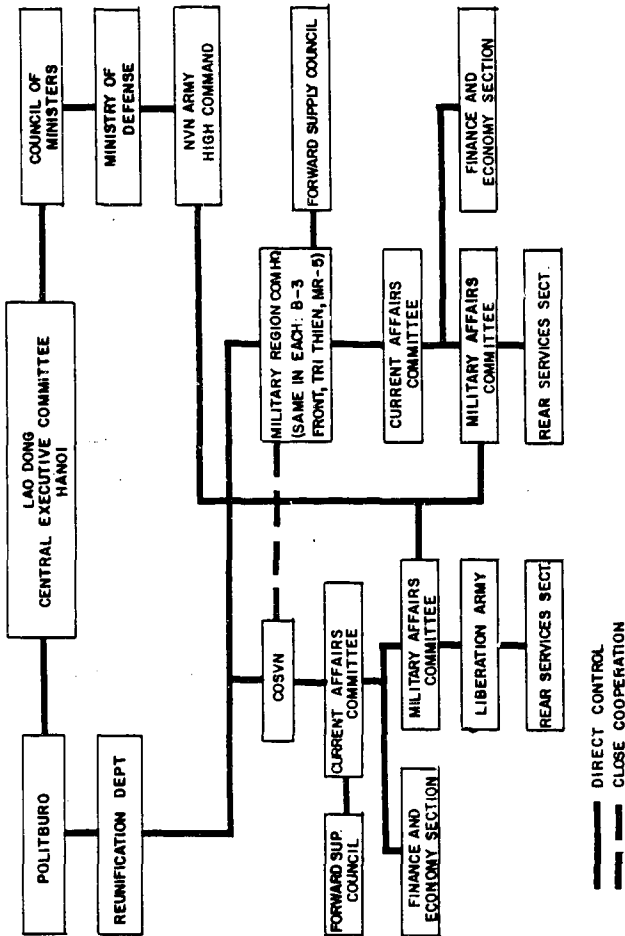 LAO DONG
CENTRAL EXECUTIVE COMMITTEE
HANOI
POLITBURO
REUNIFICATION DEPT
COUNCIL OF
MINISTERS
MINISTRY OF
DEFENSE
NVN ARMY
HIGH COMMAND
COSVN
MILITARY REGION COM HQ
(SAME IN EACH: B-3
FRONT, TRI THIEN, MR-5)
FORWARD SUPPLY COUNCIL
FORWARD SUP.
COUNCIL
CURRENT AFFAIRS
COMMITTEE
CURRENT AFFAIRS
COMMITTEE
FINANCE AND
ECONOMY SECTION
MILITARY AFFAIRS
COMMITTEE
MILITARY AFFAIRS
COMMITTEE
FINANCE AND
ECONOMY SECTION
LIBERATION ARMY
REAR SERVICES SECT.
REAR SERVICES SECT.
DIRECT CONTROL
CLOSE COOPERATION